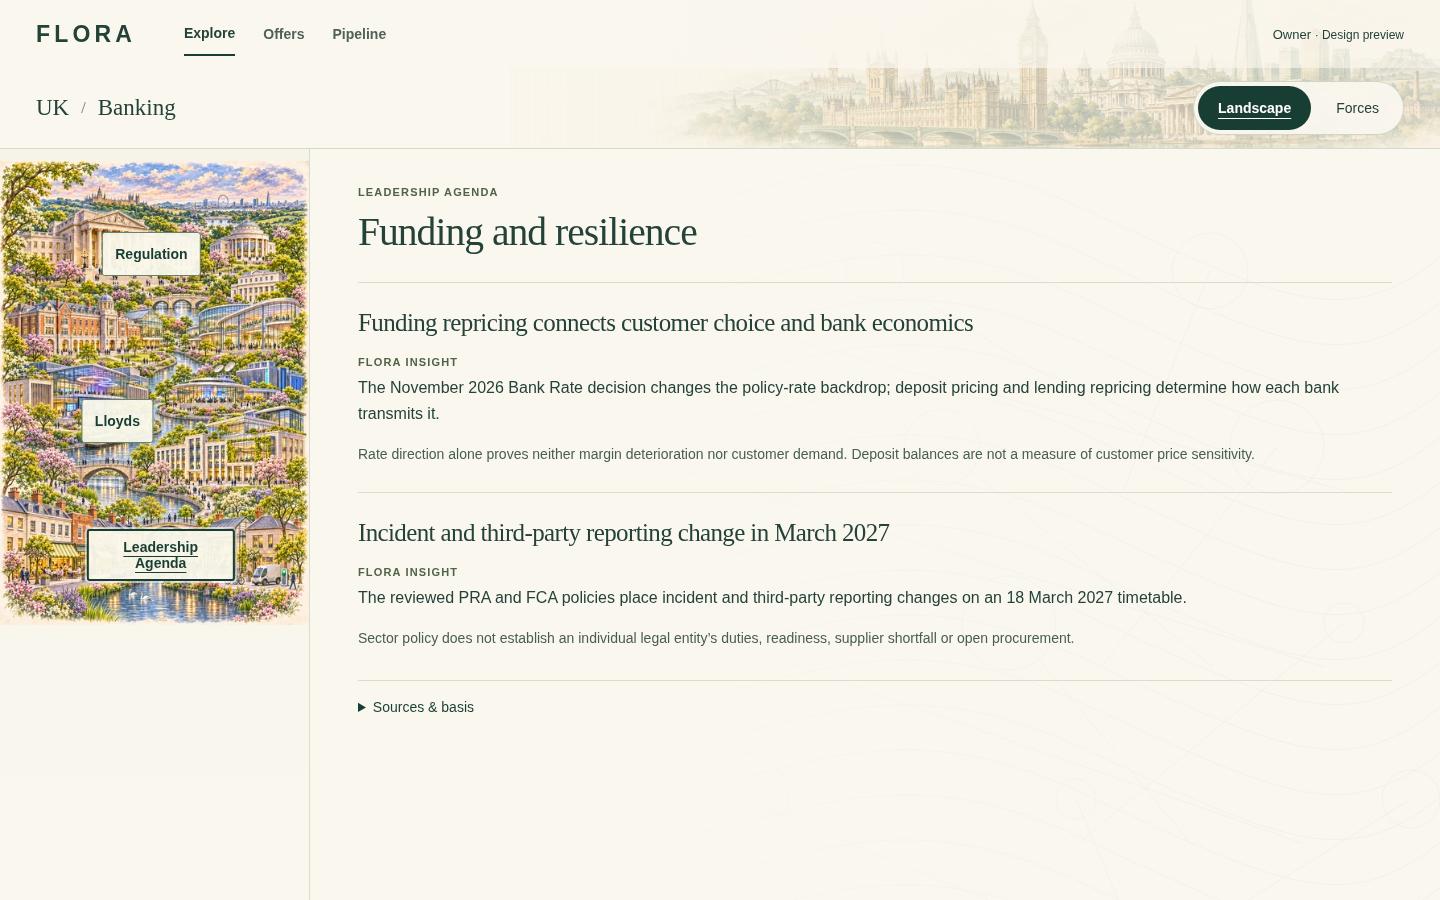 FLORA
Explore
Offers
Pipeline
Owner · Design preview
UK / Banking
Landscape
Forces
Regulation
Lloyds
Leadership
Agenda
LEADERSHIP AGENDA
Funding and resilience
Funding repricing connects customer choice and bank economics
FLORA INSIGHT
The November 2026 Bank Rate decision changes the policy-rate backdrop; deposit pricing and lending repricing determine how each bank
transmits it.
Rate direction alone proves neither margin deterioration nor customer demand. Deposit balances are not a measure of customer price sensitivity.
Incident and third-party reporting change in March 2027
FLORA INSIGHT
The reviewed PRA and FCA policies place incident and third-party reporting changes on an 18 March 2027 timetable.
Sector policy does not establish an individual legal entity’s duties, readiness, supplier shortfall or open procurement.
Sources & basis